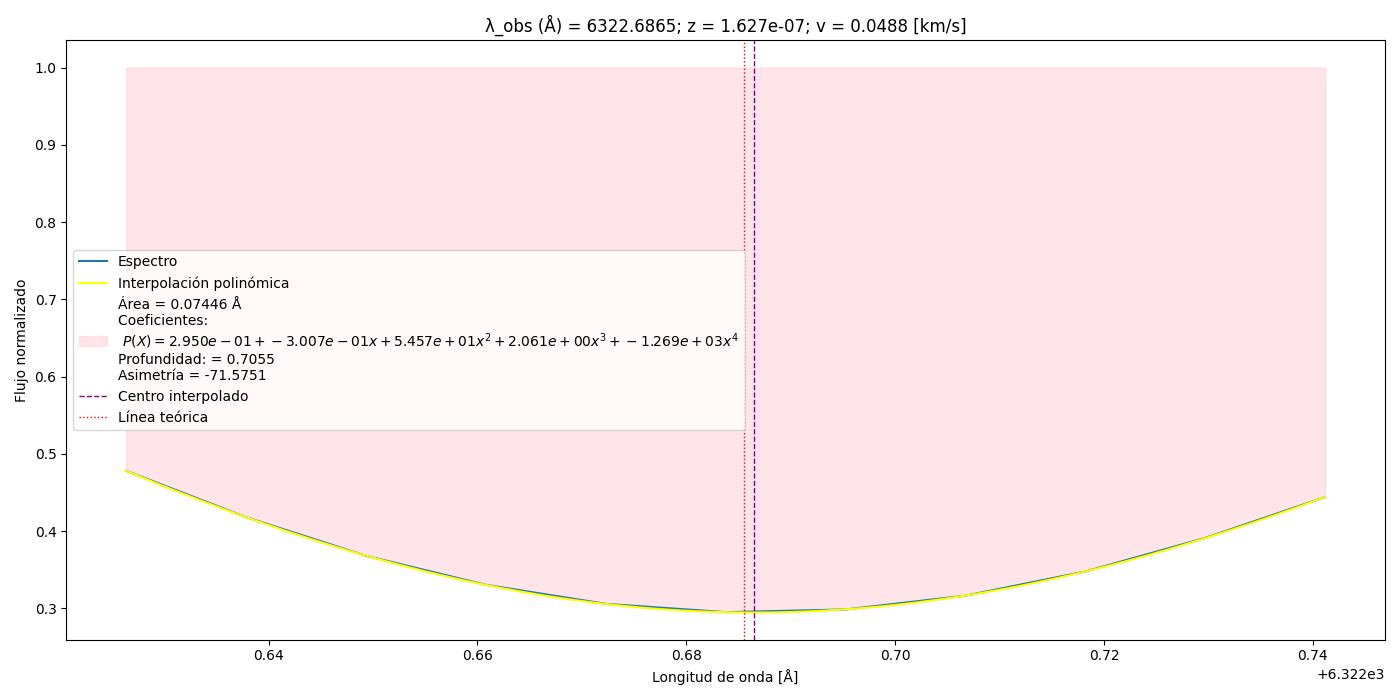 λ_obs (Å) = 6322.6865; z = 1.627e-07; v = 0.0488 [km/s]
Flujo normalizado
1.0
0.9
0.8
0.7
0.6
0.5
0.4
0.3
Espectro
Interpolación polinómica
Área = 0.07446 Å
Coeficientes:
P(X) = 2.950e − 01 + −3.007e − 01x + 5.457e + 01x² + 2.061e + 00x³ + −1.269e + 03x⁴
Profundidad: = 0.7055
Asimetría = -71.5751
Centro interpolado
Línea teórica
0.64 0.66 0.68 0.70 0.72 0.74
+6.322e3
Longitud de onda [Å]